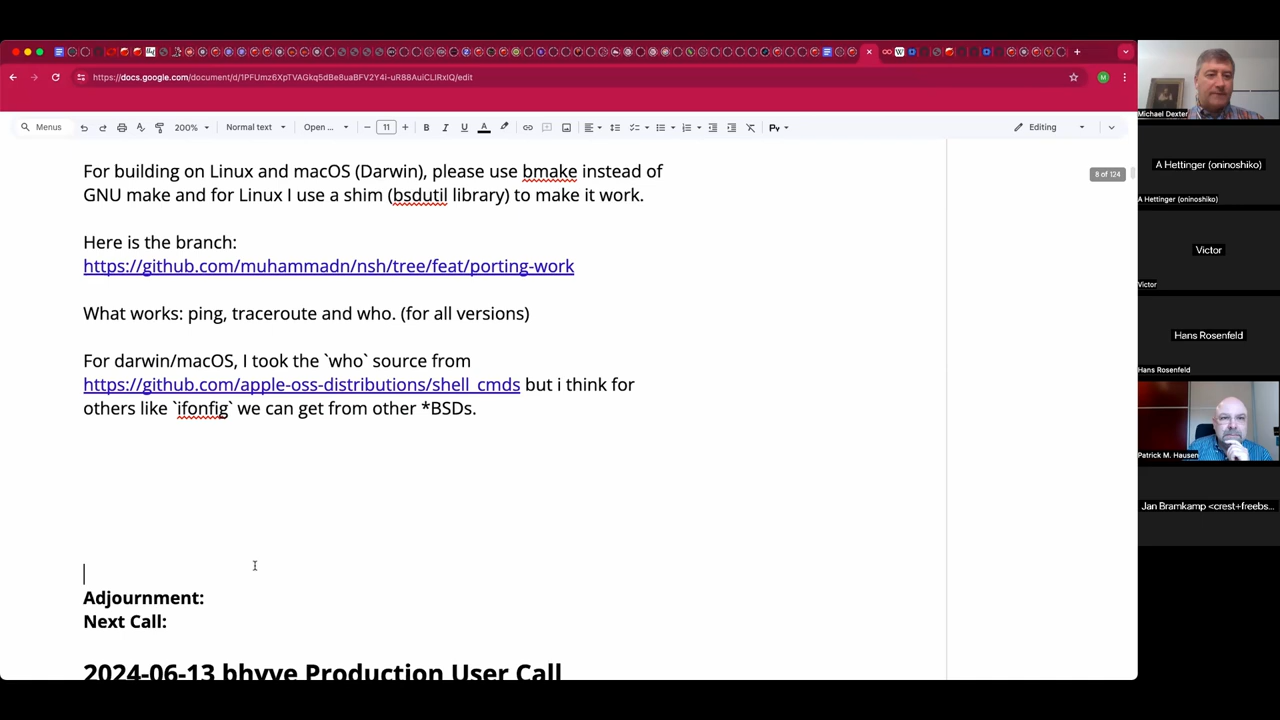 https://docs.google.com/document/d/1PFUmz6XpTVAGkq5dBe8uaBFV2Y4i-uR88AuiCLIRxIQ/edit
Menus
200%
Normal text
Open ...
11
Editing
8 of 124
For building on Linux and macOS (Darwin), please use bmake instead of
GNU make and for Linux I use a shim (bsdutil library) to make it work.
Here is the branch:
https://github.com/muhammadn/nsh/tree/feat/porting-work
What works: ping, traceroute and who. (for all versions)
For darwin/macOS, I took the `who` source from
https://github.com/apple-oss-distributions/shell_cmds but i think for
others like `ifonfig` we can get from other *BSDs.
Adjournment:
Next Call:
2024-06-13 bhyve Production User Call
Michael Dexter
A Hettinger (oninoshiko)
A Hettinger (oninoshiko)
Victor
Victor
Hans Rosenfeld
Hans Rosenfeld
Patrick M. Hausen
Jan Bramkamp <crest+freebs...